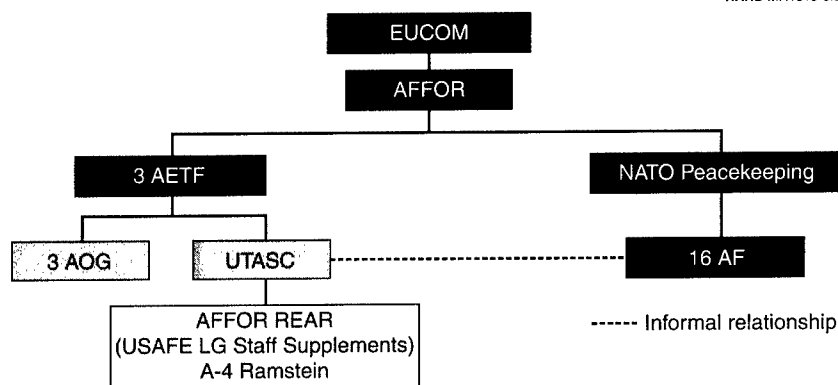 EUCOM
AFFOR
3 AETF
NATO Peacekeeping
3 AOG
UTASC
16 AF
AFFOR REAR
(USAFE LG Staff Supplements)
A-4 Ramstein
Informal relationship